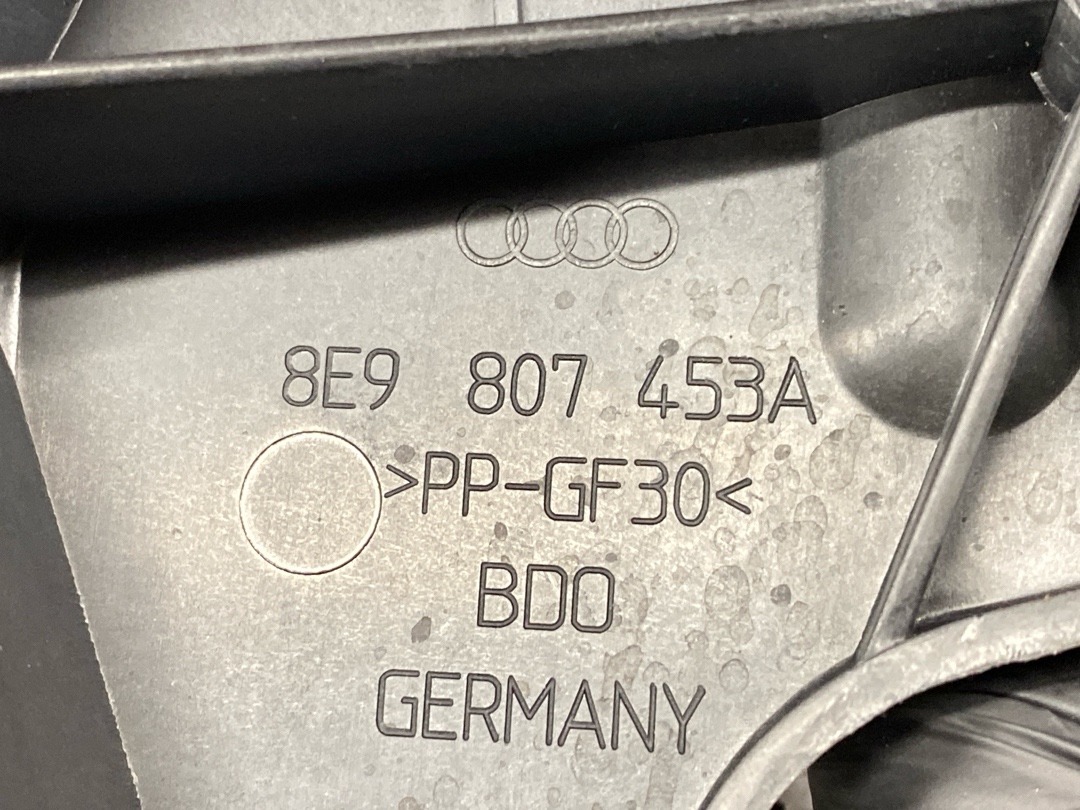 8E9 807 453A
>PP-GF30<
BDO
GERMANY